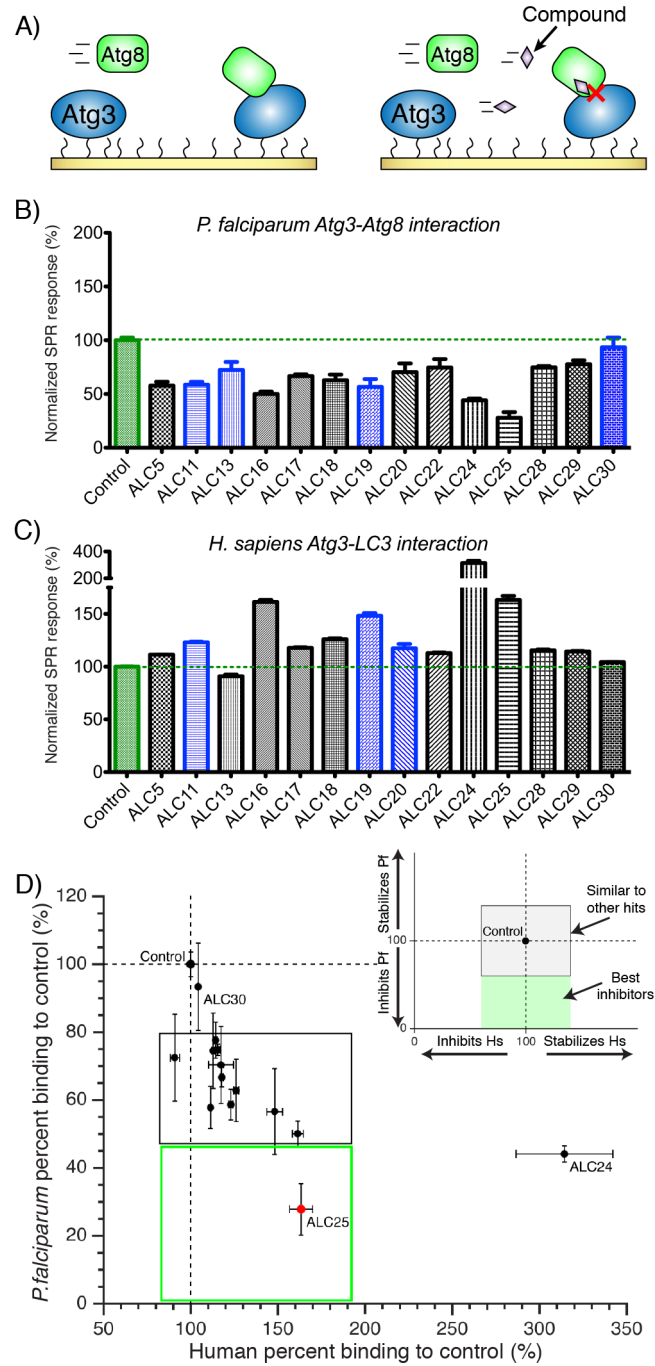 A)
Compound
Atg8
Atg3
Atg8
Atg3
B)
P. falciparum Atg3-Atg8 interaction
Normalized SPR response (%)
200
150
100
50
0
Control
ALC5
ALC11
ALC13
ALC16
ALC17
ALC18
ALC19
ALC20
ALC22
ALC24
ALC25
ALC28
ALC29
ALC30
C)
H. sapiens Atg3-LC3 interaction
Normalized SPR response (%)
400
200
150
100
50
0
Control
ALC5
ALC11
ALC13
ALC16
ALC17
ALC18
ALC19
ALC20
ALC22
ALC24
ALC25
ALC28
ALC29
ALC30
D)
P.falciparum percent binding to control (%)
120
100
80
60
40
20
0
Control
ALC30
ALC25
ALC24
50
100
150
200
250
300
350
Human percent binding to control (%)
Stabilizes Pf
Inhibits Pf
100
0
Control
Similar to
other hits
Best
inhibitors
0
100
Inhibits Hs
Stabilizes Hs